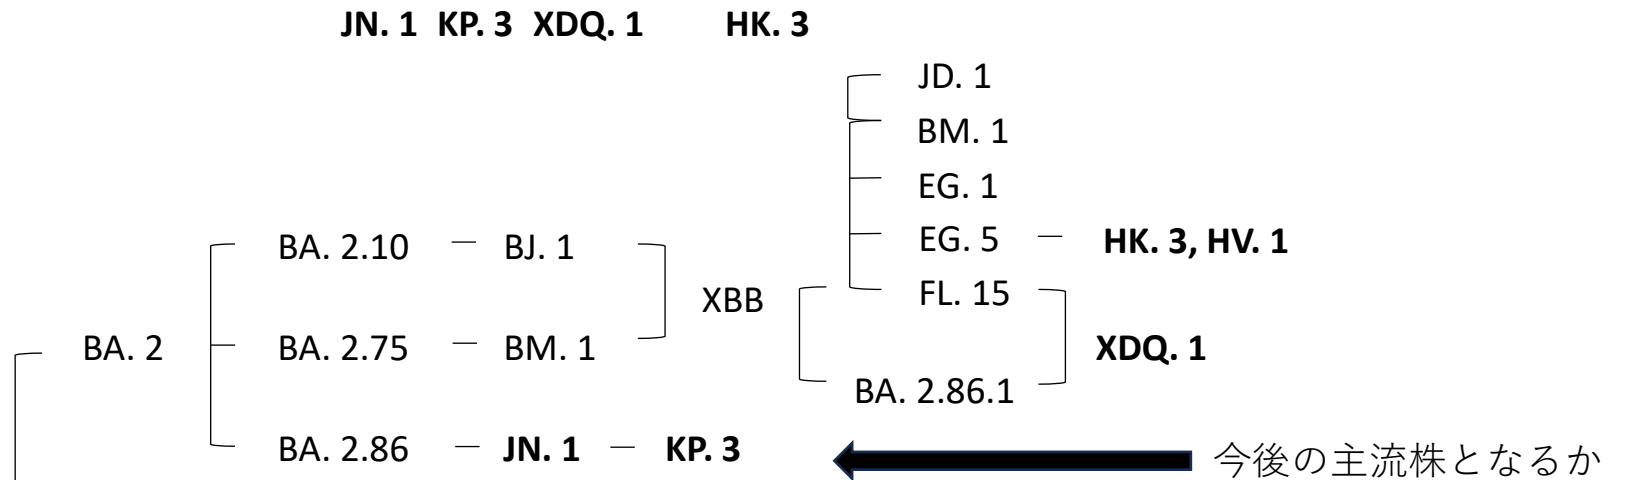 JN. 1 KP. 3 XDQ. 1 HK. 3
JD. 1
BM. 1
EG. 1
EG. 5 HK. 3, HV. 1
BA. 2.10 BJ. 1
FL. 15
XBB
BA. 2 BA. 2.75 BM. 1 XDQ. 1
BA. 2.86.1
BA. 2.86 JN. 1 KP. 3 今後の主流株となるか